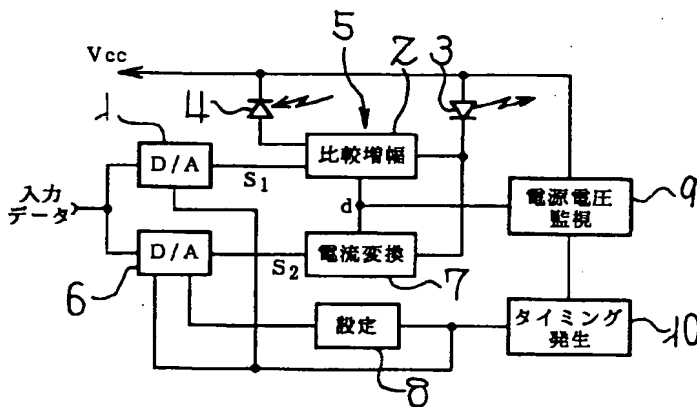 5
2
3
Vcc
4
1
D/A
比較増幅
S1
入力
データ
d
電源電圧
監視
9
D/A
電流変換
S2
6
7
設定
タイミング
発生
10
8